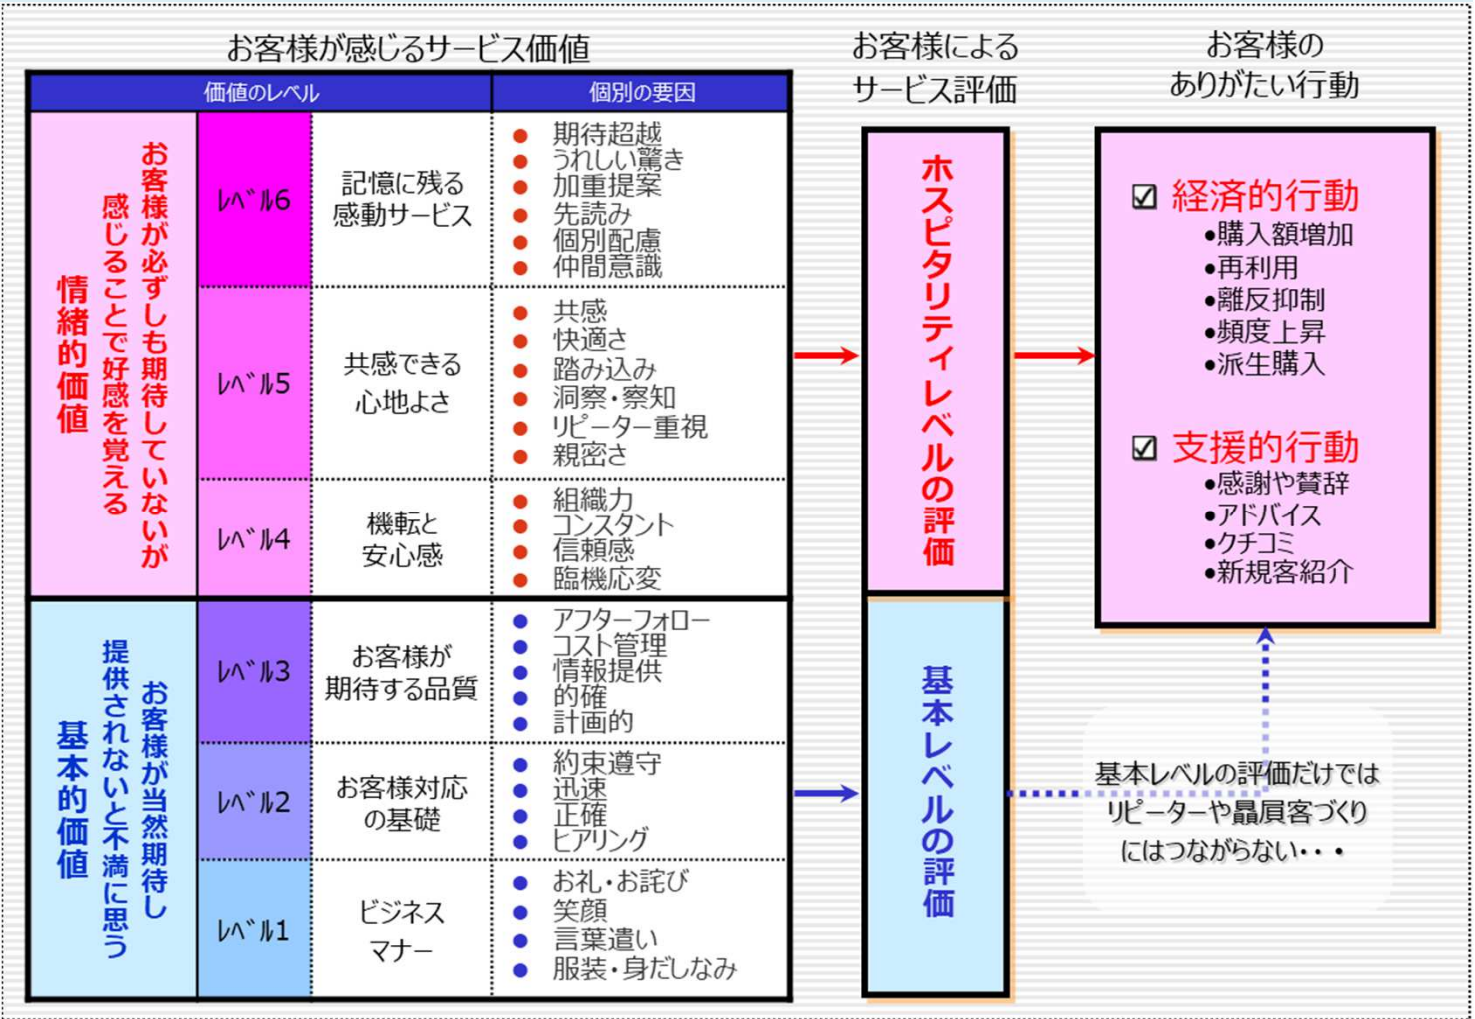 お客様が感じるサービス価値
お客様による
サービス評価
お客様の
ありがたい行動
価値のレベル
個別の要因
お客様が必ずしも期待していないが
感じることで好感を覚える
情緒的価値
レベル6
記憶に残る
感動サービス
● 期待超越
● うれしい驚き
● 加重提案
● 先読み
● 個別配慮
● 仲間意識
レベル5
共感できる
心地よさ
● 共感
● 快適さ
● 踏み込み
● 洞察・察知
● リピーター重視
● 親密さ
レベル4
機転と
安心感
● 組織力
● コンスタント
● 信頼感
● 臨機応変
お客様が当然期待し
提供されないと不満に思う
基本的価値
レベル3
お客様が
期待する品質
● アフターフォロー
● コスト管理
● 情報提供
● 的確
● 計画的
レベル2
お客様対応
の基礎
● 約束遵守
● 迅速
● 正確
● ヒアリング
レベル1
ビジネス
マナー
● お礼・お詫び
● 笑顔
● 言葉遣い
● 服装・身だしなみ
ホスピタリティレベルの評価
基本レベルの評価
☑ 経済的行動
•購入額増加
•再利用
•離反抑制
•頻度上昇
•派生購入
☑ 支援的行動
•感謝や賛辞
•アドバイス
•クチコミ
•新規客紹介
基本レベルの評価だけでは
リピーターや贔屓客づくり
にはつながらない・・・